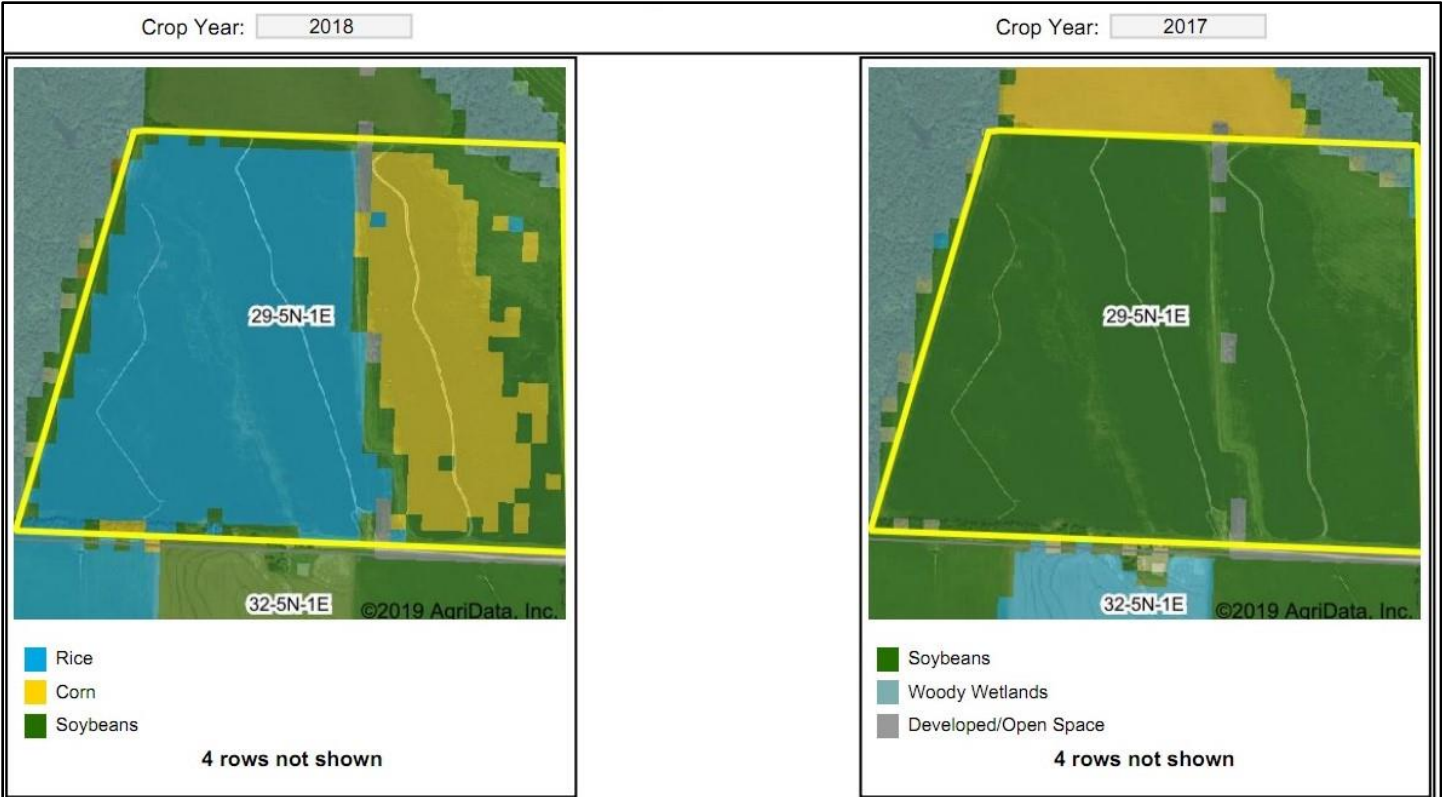 Crop Year: 2018
Crop Year: 2017
29-5N-1E
32-5N-1E
©2019 AgriData, Inc.
Rice
Corn
Soybeans
4 rows not shown
29-5N-1E
32-5N-1E
©2019 AgriData, Inc.
Soybeans
Woody Wetlands
Developed/Open Space
4 rows not shown